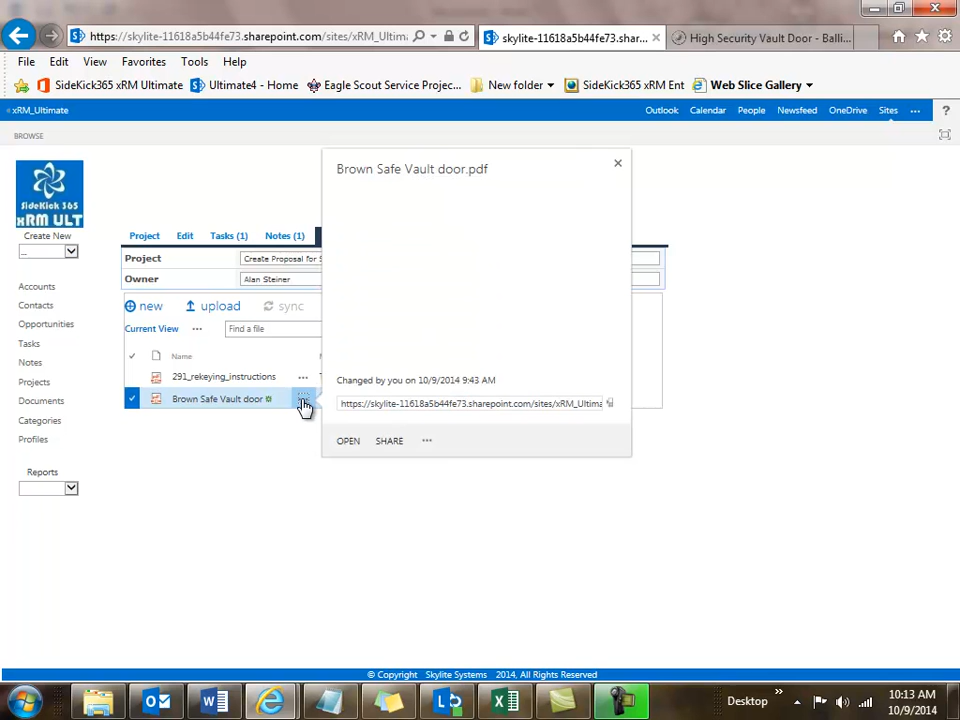 https://skylite-11618a5b44fe73.sharepoint.com/sites/xRM_Ultima
skylite-11618a5b44fe73.shar...
High Security Vault Door - Balli...
File Edit View Favorites Tools Help
SideKick365 xRM Ultimate Ultimate4 - Home Eagle Scout Service Projec... New folder SideKick365 xRM Ent Web Slice Gallery
xRM_Ultimate Outlook Calendar People Newsfeed OneDrive Sites ... ?
BROWSE
SideKick 365
xRM ULT
Create New
_
Accounts
Contacts
Opportunities
Tasks
Notes
Projects
Documents
Categories
Profiles
Reports
Project Edit Tasks (1) Notes (1)
Project Create Proposal for S
Owner Alan Steiner
new upload sync
Current View ... Find a file
Name
291_rekeying_instructions ...
Brown Safe Vault door ...
Brown Safe Vault door.pdf
Changed by you on 10/9/2014 9:43 AM
https://skylite-11618a5b44fe73.sharepoint.com/sites/xRM_Ultima
OPEN SHARE ...
© Copyright Skylite Systems 2014, All Rights Reserved
Desktop
10:13 AM
10/9/2014